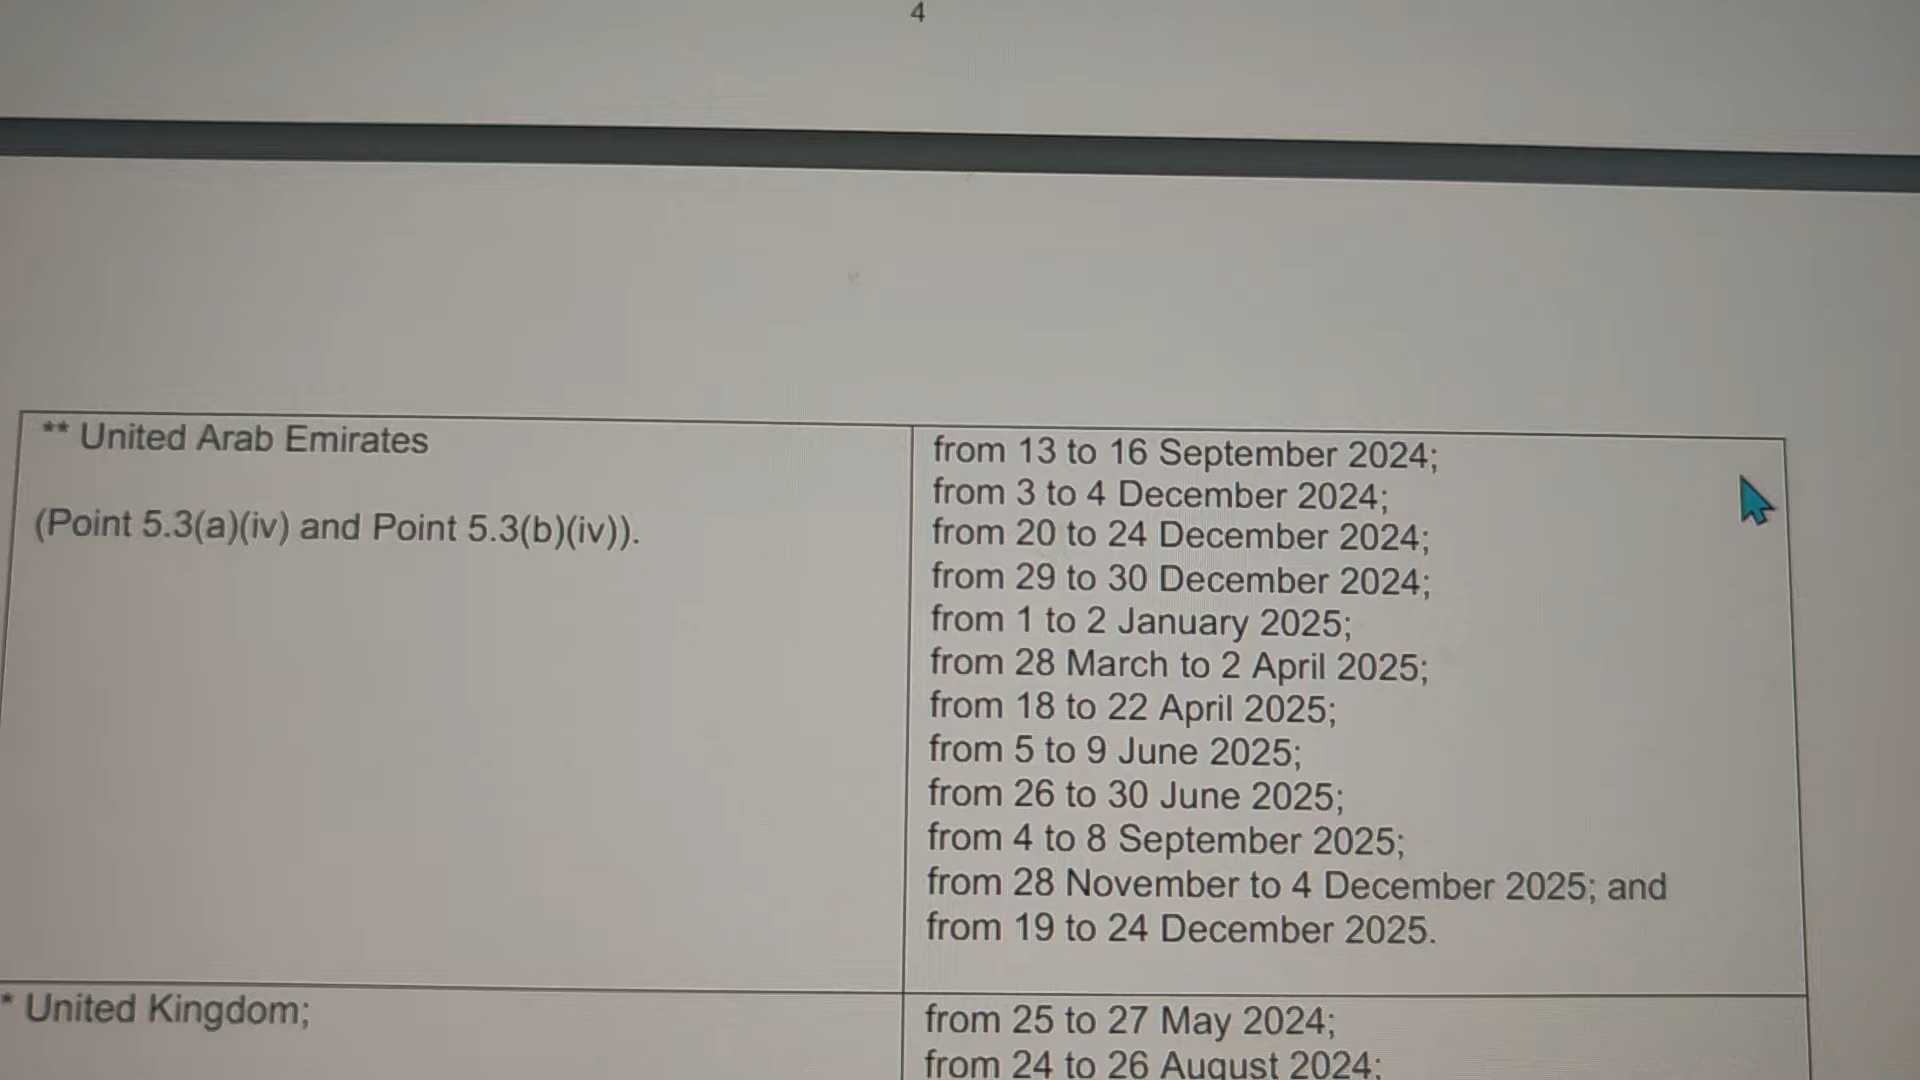 4
** United Arab Emirates
(Point 5.3(a)(iv) and Point 5.3(b)(iv)).
from 13 to 16 September 2024;
from 3 to 4 December 2024;
from 20 to 24 December 2024;
from 29 to 30 December 2024;
from 1 to 2 January 2025;
from 28 March to 2 April 2025;
from 18 to 22 April 2025;
from 5 to 9 June 2025;
from 26 to 30 June 2025;
from 4 to 8 September 2025;
from 28 November to 4 December 2025; and
from 19 to 24 December 2025.
* United Kingdom;
from 25 to 27 May 2024;
from 24 to 26 August 2024;